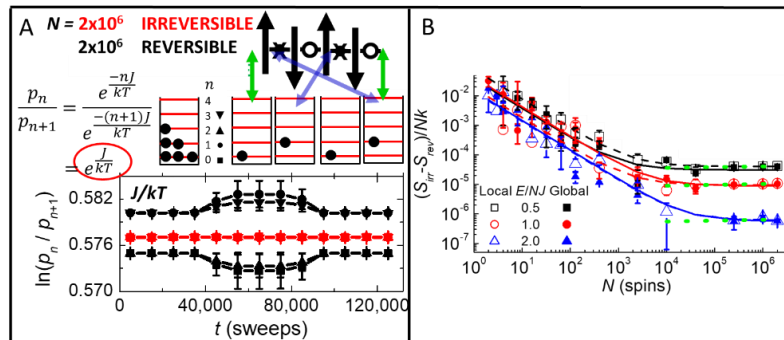 A
N = 2x10⁶ IRREVERSIBLE
2x10⁶ REVERSIBLE
pₙ / pₙ₊₁ = e^(-nJ/kT) / e^(-(n+1)J/kT)
= e^(J/kT)
n
4
3 ▼
2 ▲
1 ●
0 ■
J/kT
ln(pₙ / pₙ₊₁)
0.582
0.576
0.570
0
40,000
80,000
120,000
t (sweeps)
B
(Sᵢᵣᵣ-Sᵣₑᵥ)/Nk
10⁻²
10⁻³
10⁻⁴
10⁻⁵
10⁻⁶
10⁻⁷
Local E/NJ Global
□ 0.5 ■
○ 1.0 ●
△ 2.0 ▲
10⁰ 10¹ 10² 10³ 10⁴ 10⁵ 10⁶
N (spins)